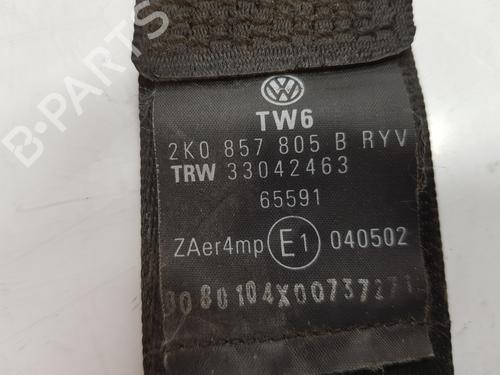 TW6
2K0 857 805 B RYV
TRW 33042463
65591
ZAer4mp E1 040502
B-PARTS